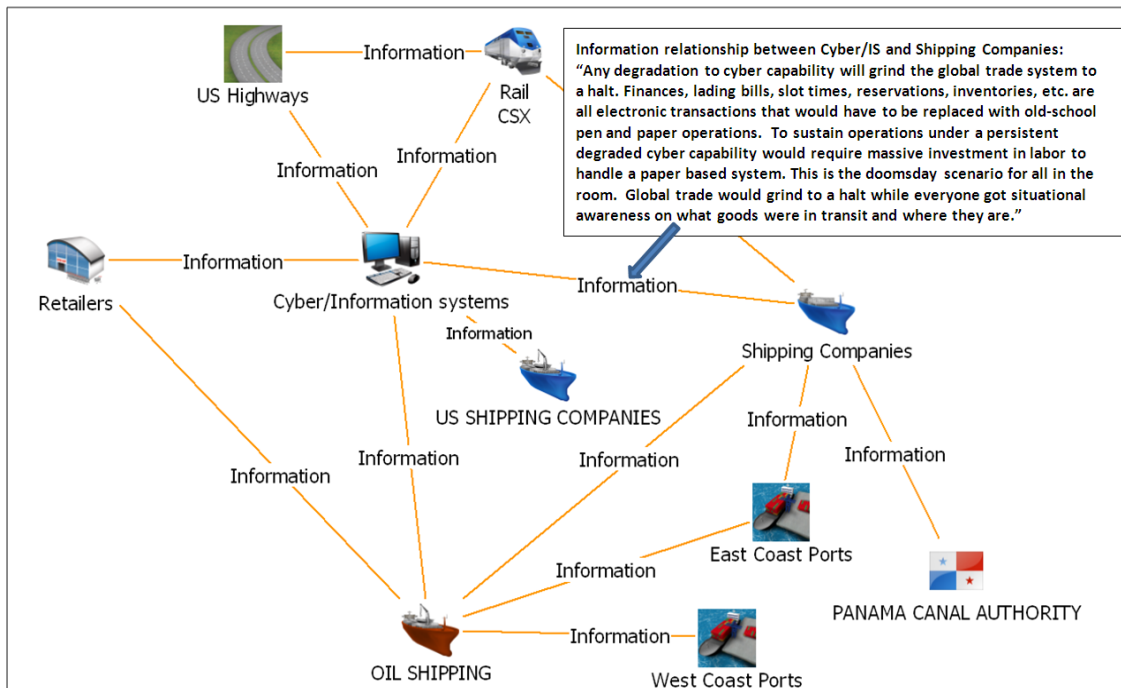 Information
US Highways
Rail
CSX
Information relationship between Cyber/IS and Shipping Companies:
“Any degradation to cyber capability will grind the global trade system to
a halt. Finances, lading bills, slot times, reservations, inventories, etc. are
all electronic transactions that would have to be replaced with old-school
pen and paper operations.  To sustain operations under a persistent
degraded cyber capability would require massive investment in labor to
handle a paper based system. This is the doomsday scenario for all in the
room.  Global trade would grind to a halt while everyone got situational
awareness on what goods were in transit and where they are.”
Information
Information
Information
Retailers
Cyber/Information systems
Information
Information
Shipping Companies
US SHIPPING COMPANIES
Information
Information
Information
Information
Information
East Coast Ports
Information
PANAMA CANAL AUTHORITY
Information
OIL SHIPPING
West Coast Ports